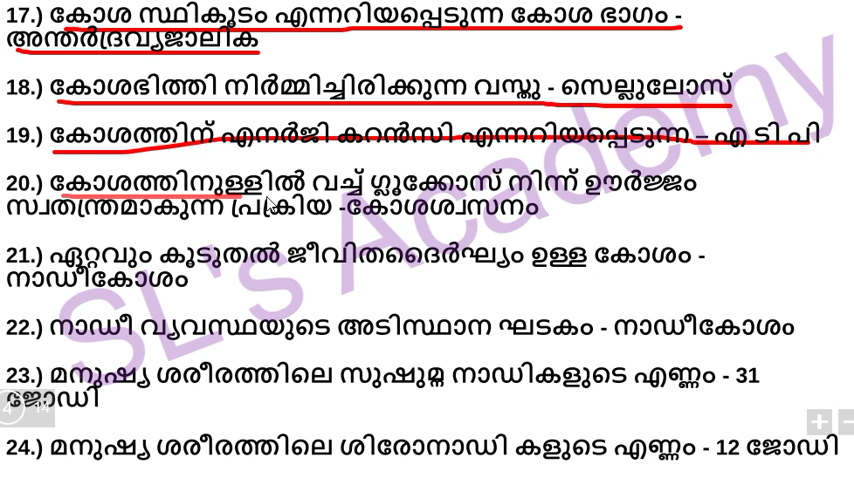 17.) കോശ സ്ഥികൂടം എന്നറിയപ്പെടുന്ന കോശ ഭാഗം -
അന്തർദ്രവ്യജാലിക
18.) കോശഭിത്തി നിർമ്മിച്ചിരിക്കുന്ന വസ്തു - സെല്ലുലോസ്
19.) കോശത്തിന് എനർജി കറൻസി എന്നറിയപ്പെടുന്ന – എ ടി പി
20.) കോശത്തിനുള്ളിൽ വച്ച് ഗ്ലൂക്കോസ് നിന്ന് ഊർജ്ജം
സ്വതന്ത്രമാകുന്ന പ്രക്രിയ -കോശശ്വസനം
21.) ഏറ്റവും കൂടുതൽ ജീവിതദൈർഘ്യം ഉള്ള കോശം -
നാഡീകോശം
22.) നാഡീ വ്യവസ്ഥയുടെ അടിസ്ഥാന ഘടകം - നാഡീകോശം
23.) മനുഷ്യ ശരീരത്തിലെ സുഷുമ്ന നാഡികളുടെ എണ്ണം - 31
ജോഡി
24.) മനുഷ്യ ശരീരത്തിലെ ശിരോനാഡി കളുടെ എണ്ണം - 12 ജോഡി
SL's Academy
4 14